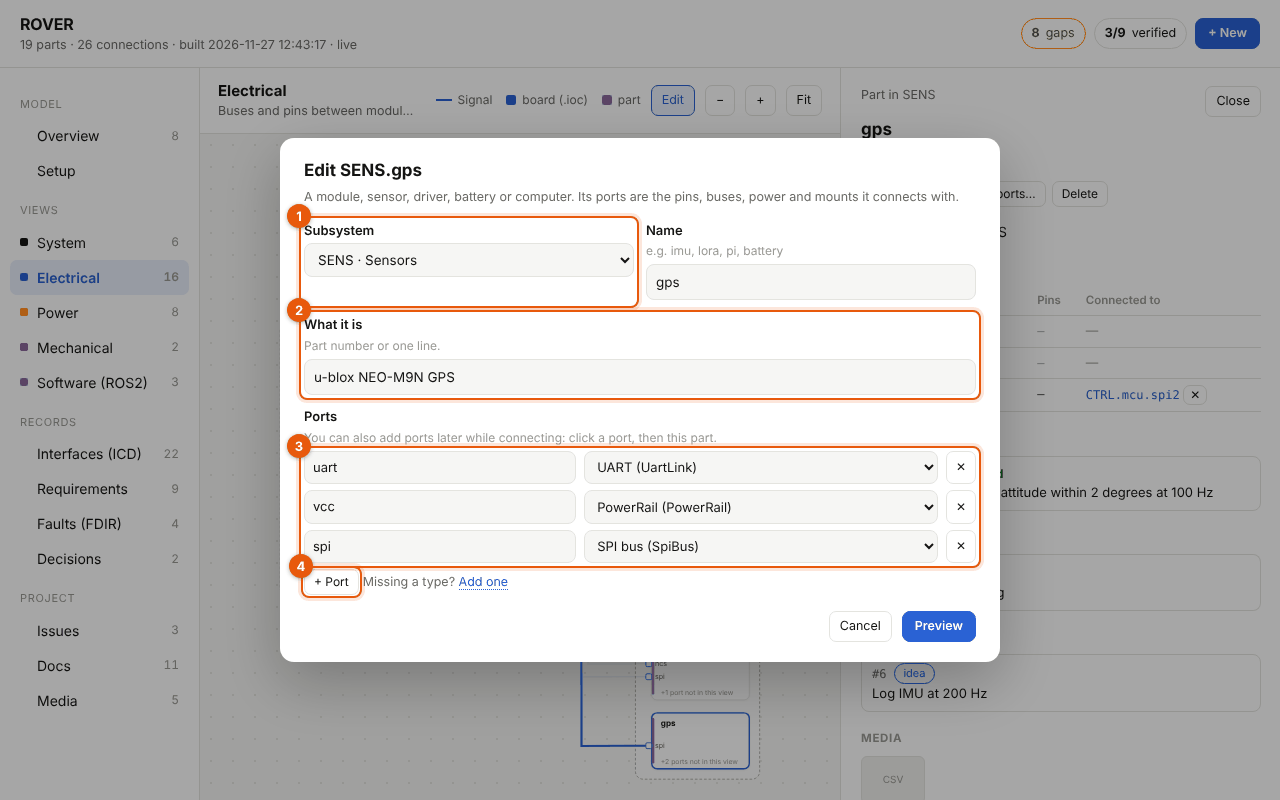 ROVER
19 parts · 26 connections · built 2026-11-27 12:43:17 · live
8 gaps
3/9 verified
+ New
MODEL
Overview 8
Setup
VIEWS
System 6
Electrical 16
Power 8
Mechanical 2
Software (ROS2) 3
RECORDS
Interfaces (ICD) 22
Requirements 9
Faults (FDIR) 4
Decisions 2
PROJECT
Issues 3
Docs 11
Media 5
Electrical
Buses and pins between modul...
Signal
board (.ioc)
part
Edit
−
+
Fit
Part in SENS
Close
gps
ports...
Delete
S
Pins Connected to
– —
– —
– CTRL.mcu.spi2 ×
d
attitude within 2 degrees at 100 Hz
g
#6 idea
Log IMU at 200 Hz
MEDIA
CSV
Edit SENS.gps
A module, sensor, driver, battery or computer. Its ports are the pins, buses, power and mounts it connects with.
1
Subsystem
SENS · Sensors
Name
e.g. imu, lora, pi, battery
gps
2
What it is
Part number or one line.
u-blox NEO-M9N GPS
Ports
You can also add ports later while connecting: click a port, then this part.
3
uart UART (UartLink) ×
vcc PowerRail (PowerRail) ×
spi SPI bus (SpiBus) ×
4
+ Port Missing a type? Add one
Cancel
Preview
spi
+1 port not in this view
gps
spi
+2 ports not in this view